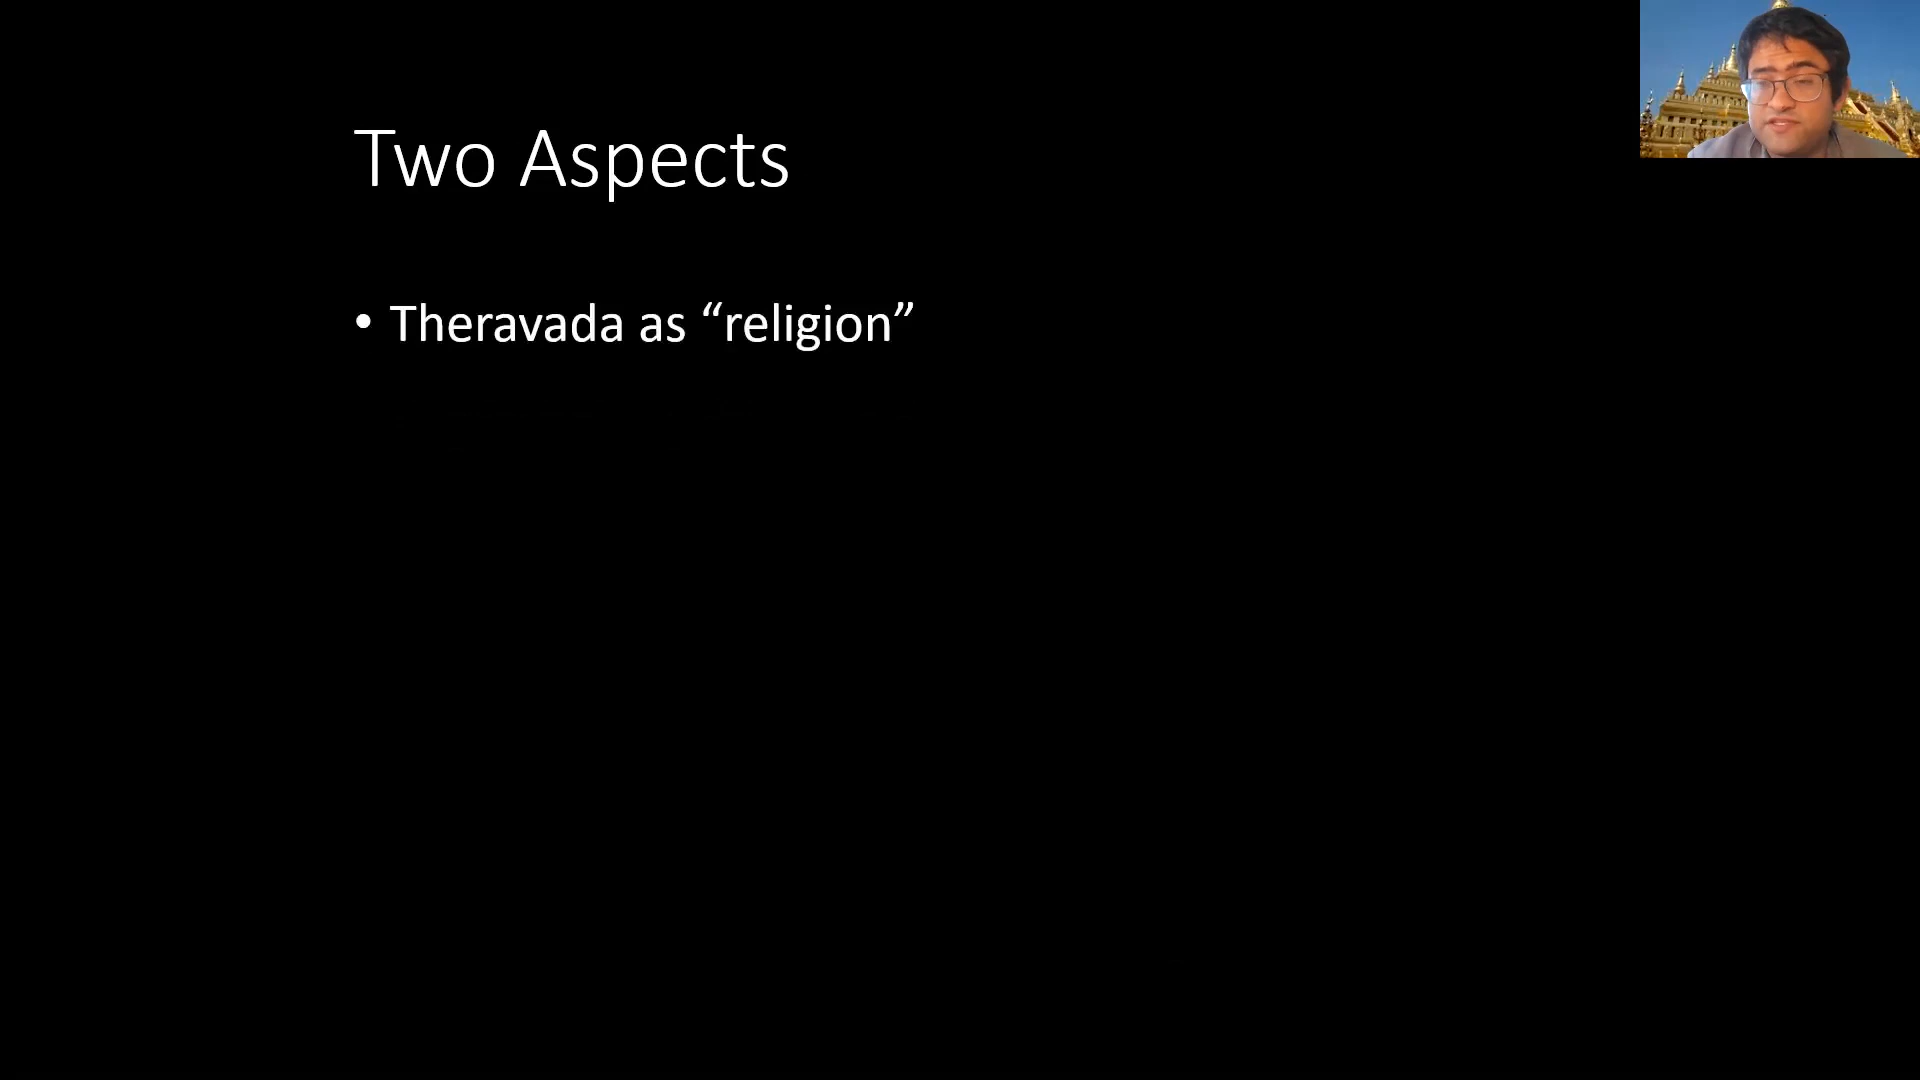 Two Aspects
• Theravada as “religion”